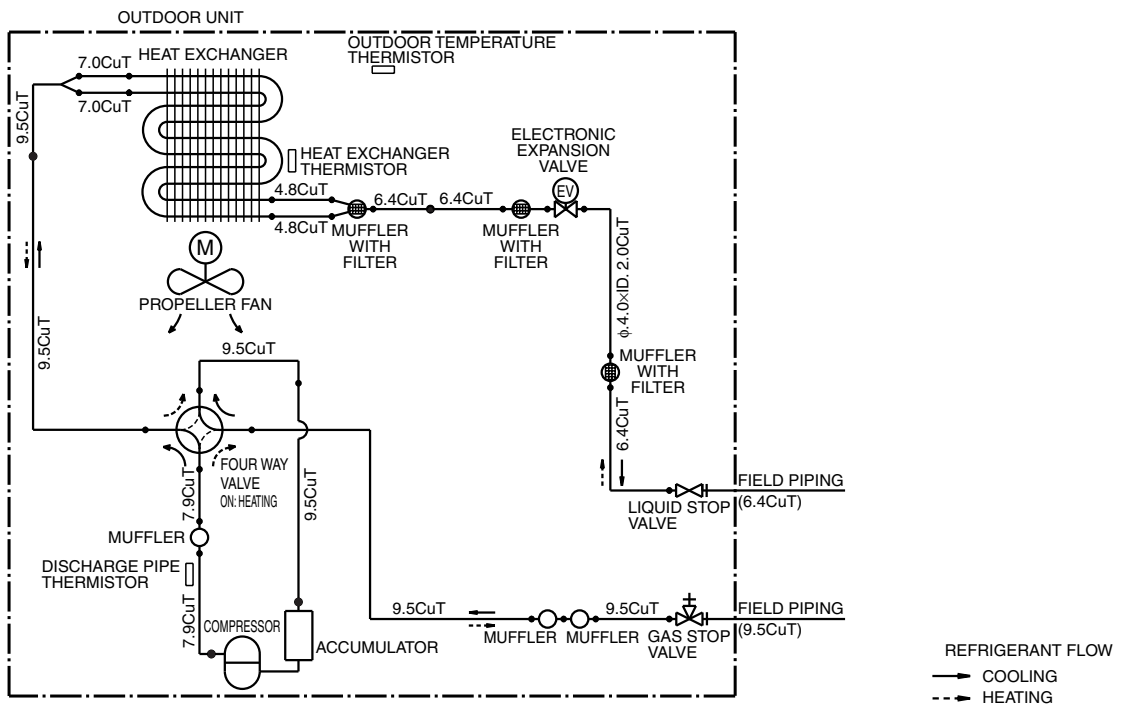 OUTDOOR UNIT
OUTDOOR TEMPERATURE
THERMISTOR
HEAT EXCHANGER
7.0CuT
7.0CuT
9.5CuT
HEAT EXCHANGER
THERMISTOR
ELECTRONIC
EXPANSION
VALVE
EV
4.8CuT
4.8CuT
6.4CuT
6.4CuT
MUFFLER
WITH
FILTER
MUFFLER
WITH
FILTER
M
PROPELLER FAN
ϕ.4.0×ID. 2.0CuT
9.5CuT
9.5CuT
MUFFLER
WITH
FILTER
6.4CuT
FOUR WAY
VALVE
ON: HEATING
7.9CuT
9.5CuT
LIQUID STOP
VALVE
FIELD PIPING
(6.4CuT)
MUFFLER
DISCHARGE PIPE
THERMISTOR
7.9CuT
COMPRESSOR
ACCUMULATOR
9.5CuT
MUFFLER
MUFFLER
9.5CuT
GAS STOP
VALVE
FIELD PIPING
(9.5CuT)
REFRIGERANT FLOW
COOLING
HEATING